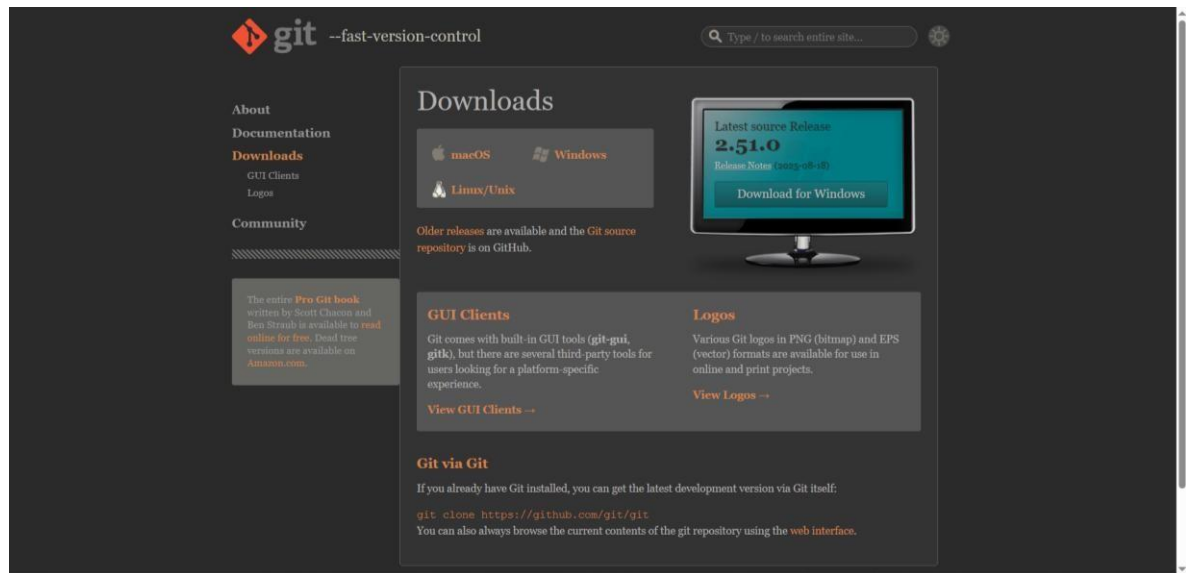 git --fast-version-control
Type / to search entire site...
About
Documentation
Downloads
GUI Clients
Logos
Community
The entire Pro Git book
written by Scott Chacon and
Ben Straub is available to read
online for free. Dead tree
versions are available on
Amazon.com.
Downloads
macOS
Windows
Linux/Unix
Older releases are available and the Git source
repository is on GitHub.
Latest source Release
2.51.0
Release Notes (2025-08-18)
Download for Windows
GUI Clients
Git comes with built-in GUI tools (git-gui,
gitk), but there are several third-party tools for
users looking for a platform-specific
experience.
View GUI Clients →
Logos
Various Git logos in PNG (bitmap) and EPS
(vector) formats are available for use in
online and print projects.
View Logos →
Git via Git
If you already have Git installed, you can get the latest development version via Git itself:
git clone https://github.com/git/git
You can also always browse the current contents of the git repository using the web interface.